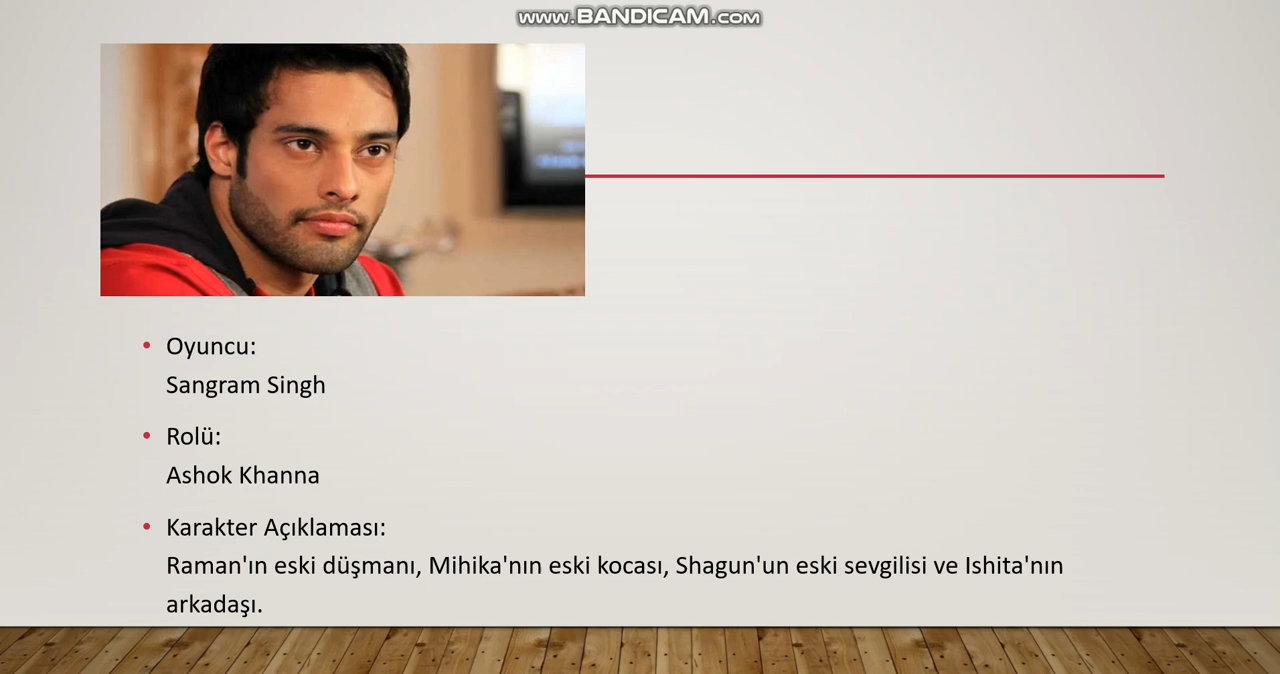 www.BANDICAM.com
Oyuncu:
Sangram Singh
Rolü:
Ashok Khanna
Karakter Açıklaması:
Raman'ın eski düşmanı, Mihika'nın eski kocası, Shagun'un eski sevgilisi ve Ishita'nın
arkadaşı.